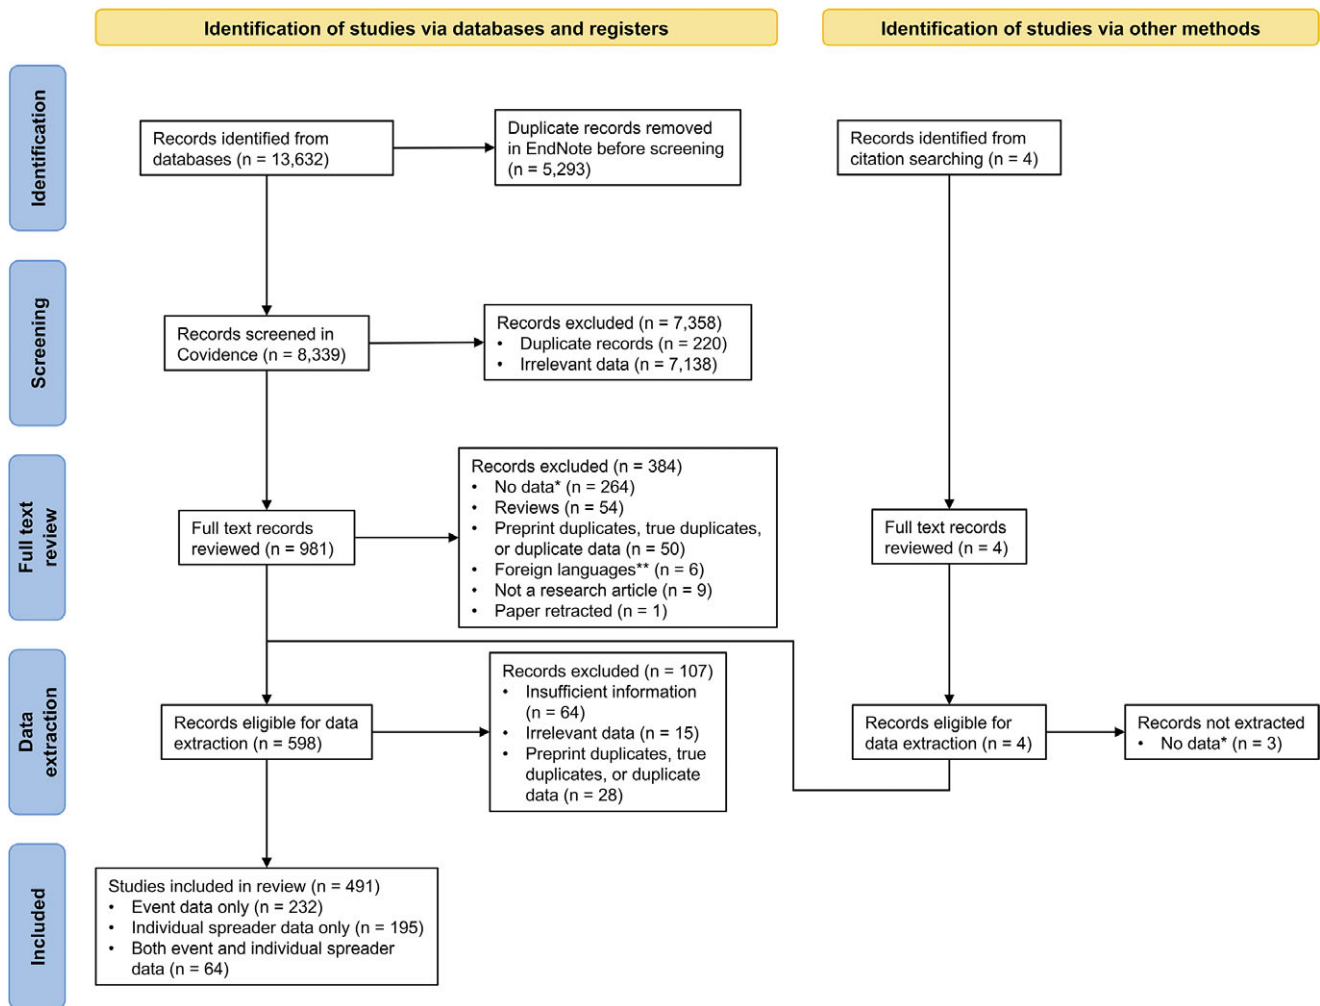 Identification of studies via databases and registers
Identification of studies via other methods
Identification
Records identified from
databases (n = 13,632)
Duplicate records removed
in EndNote before screening
(n = 5,293)
Records identified from
citation searching (n = 4)
Screening
Records screened in
Covidence (n = 8,339)
Records excluded (n = 7,358)
• Duplicate records (n = 220)
• Irrelevant data (n = 7,138)
Full text
review
Full text records
reviewed (n = 981)
Records excluded (n = 384)
• No data* (n = 264)
• Reviews (n = 54)
• Preprint duplicates, true duplicates,
or duplicate data (n = 50)
• Foreign languages** (n = 6)
• Not a research article (n = 9)
• Paper retracted (n = 1)
Full text records
reviewed (n = 4)
Data
extraction
Records eligible for data
extraction (n = 598)
Records excluded (n = 107)
• Insufficient information
(n = 64)
• Irrelevant data (n = 15)
• Preprint duplicates, true
duplicates, or duplicate
data (n = 28)
Records eligible for
data extraction (n = 4)
Records not extracted
• No data* (n = 3)
Included
Studies included in review (n = 491)
• Event data only (n = 232)
• Individual spreader data only (n = 195)
• Both event and individual spreader
data (n = 64)